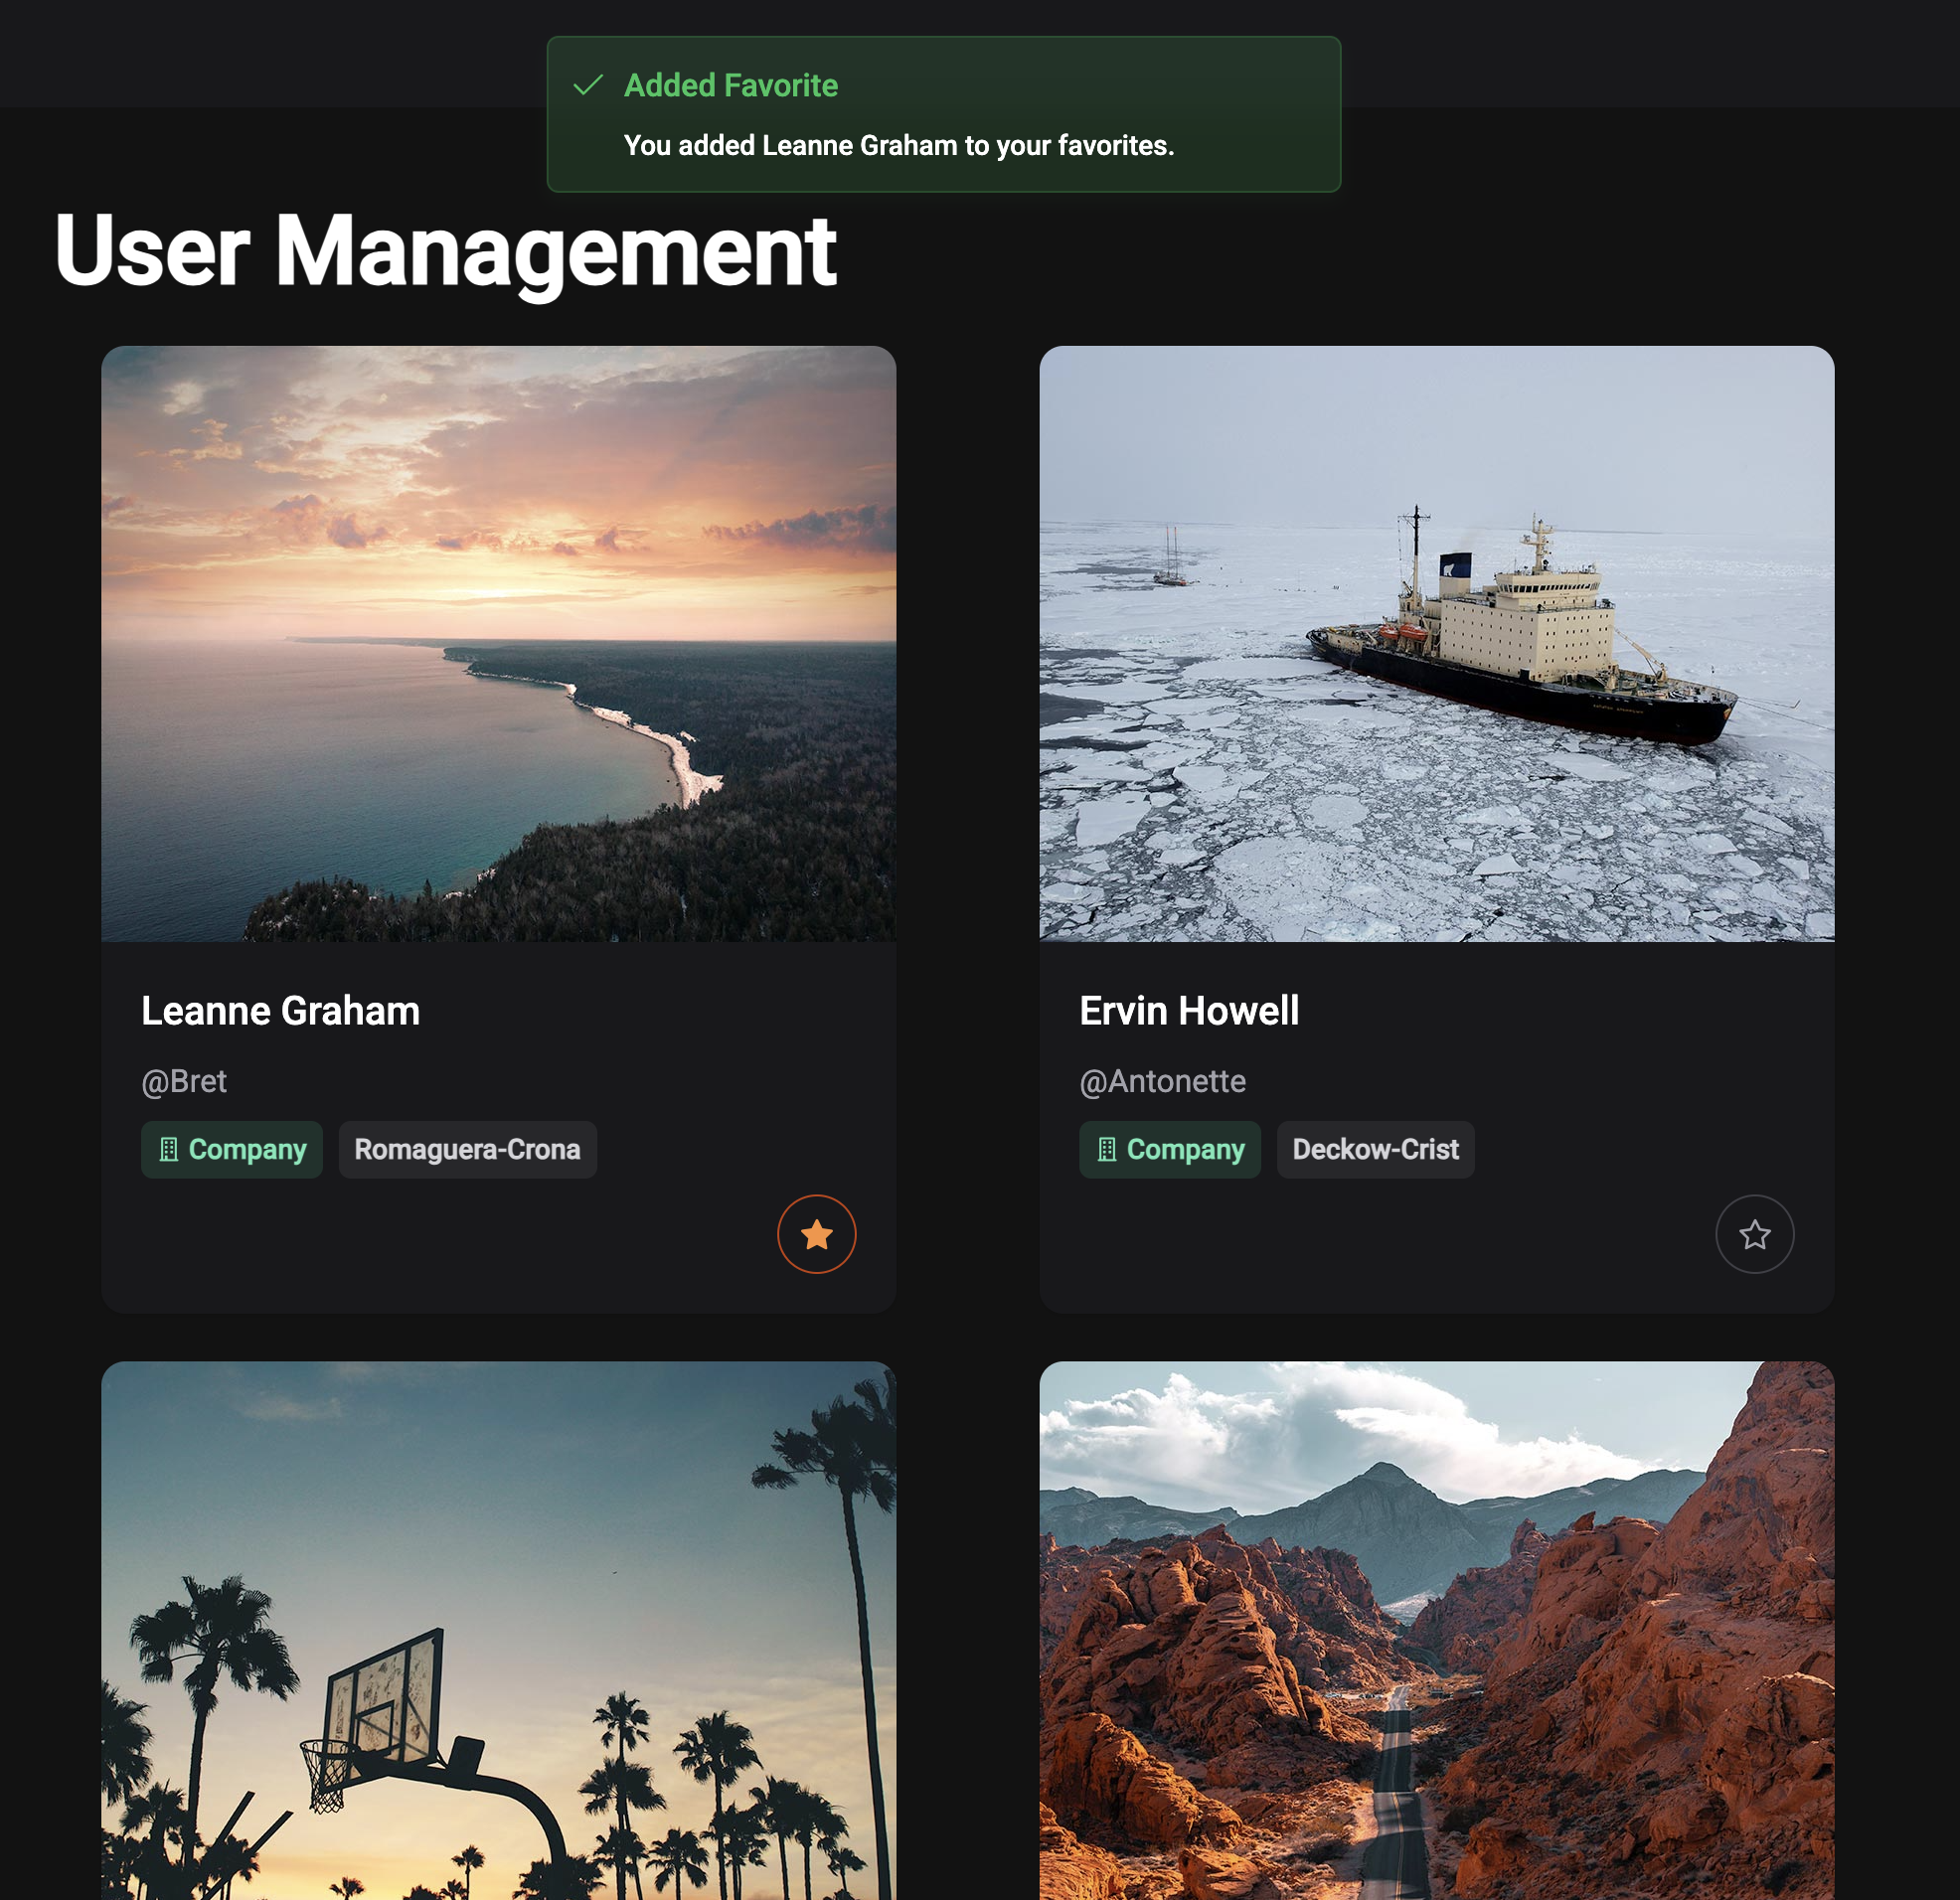 Added Favorite
You added Leanne Graham to your favorites.
User Management
Leanne Graham
@Bret
Company
Romaguera-Crona
Ervin Howell
@Antonette
Company
Deckow-Crist